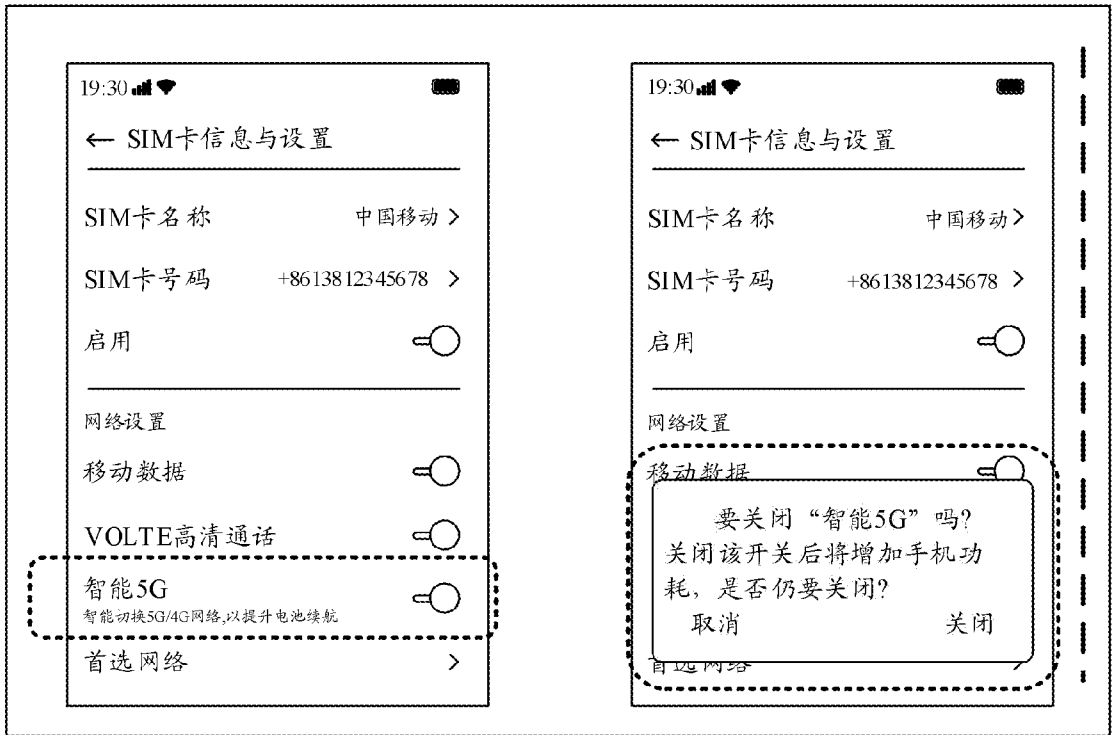 19:30
← SIM卡信息与设置
SIM卡名称 中国移动 >
SIM卡号码 +8613812345678 >
启用
网络设置
移动数据
VOLTE高清通话
智能5G
智能切换5G/4G网络,以提升电池续航
首选网络 >
19:30
← SIM卡信息与设置
SIM卡名称 中国移动 >
SIM卡号码 +8613812345678 >
启用
网络设置
移动数据
要关闭“智能5G”吗?
关闭该开关后将增加手机功
耗，是否仍要关闭?
取消 关闭
首选网络